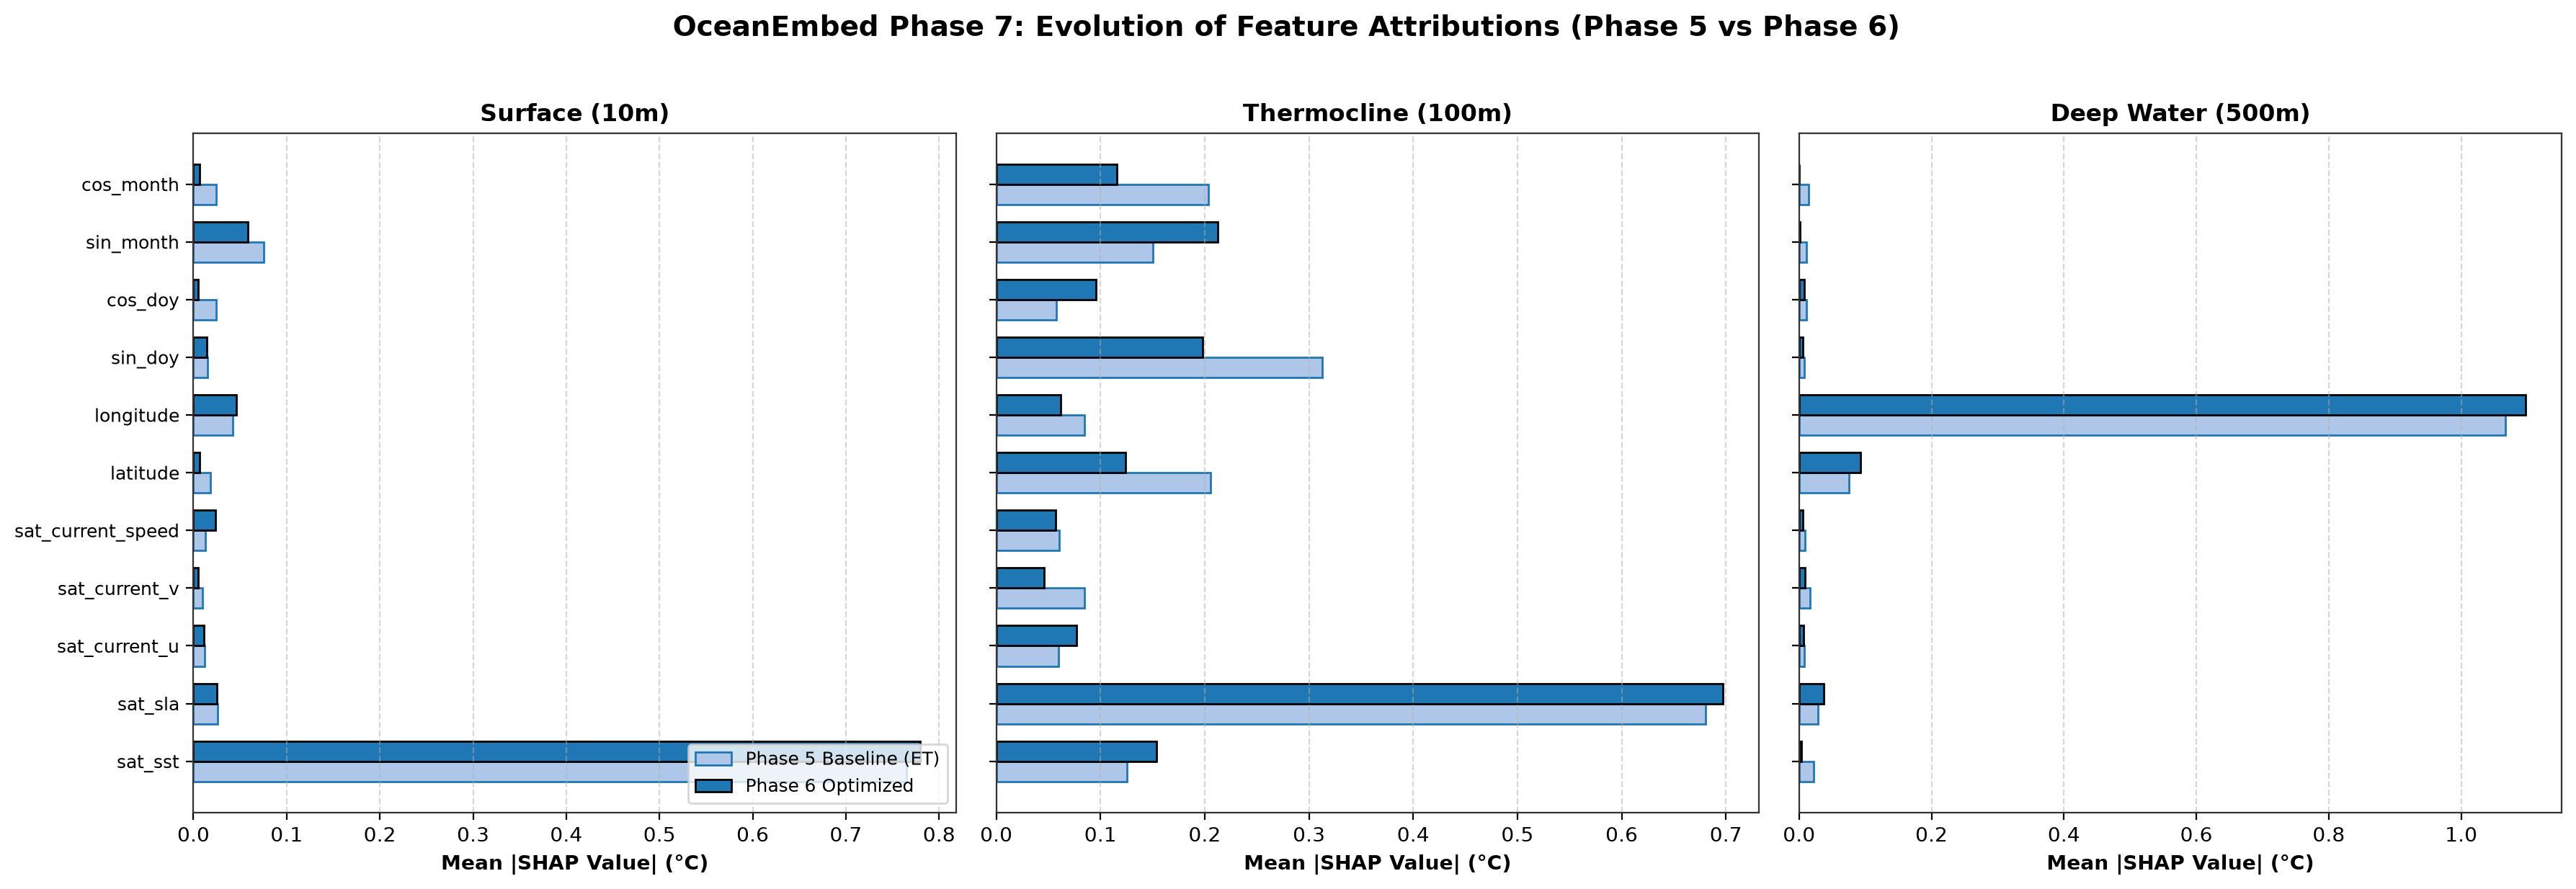 OceanEmbed Phase 7: Evolution of Feature Attributions (Phase 5 vs Phase 6)
Surface (10m)
cos_month
sin_month
cos_doy
sin_doy
longitude
latitude
sat_current_speed
sat_current_v
sat_current_u
sat_sla
sat_sst
Phase 5 Baseline (ET)
Phase 6 Optimized
0.0 0.1 0.2 0.3 0.4 0.5 0.6 0.7 0.8
Mean |SHAP Value| (°C)
Thermocline (100m)
0.0 0.1 0.2 0.3 0.4 0.5 0.6 0.7
Mean |SHAP Value| (°C)
Deep Water (500m)
0.0 0.2 0.4 0.6 0.8 1.0
Mean |SHAP Value| (°C)